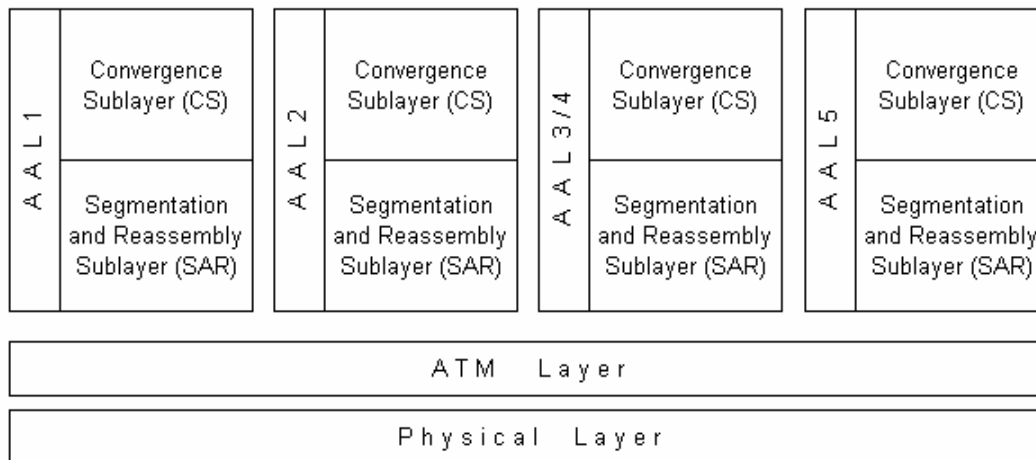 AAL1
Convergence
Sublayer (CS)
Segmentation
and Reassembly
Sublayer (SAR)
AAL2
Convergence
Sublayer (CS)
Segmentation
and Reassembly
Sublayer (SAR)
AAL3/4
Convergence
Sublayer (CS)
Segmentation
and Reassembly
Sublayer (SAR)
AAL5
Convergence
Sublayer (CS)
Segmentation
and Reassembly
Sublayer (SAR)
ATM Layer
Physical Layer